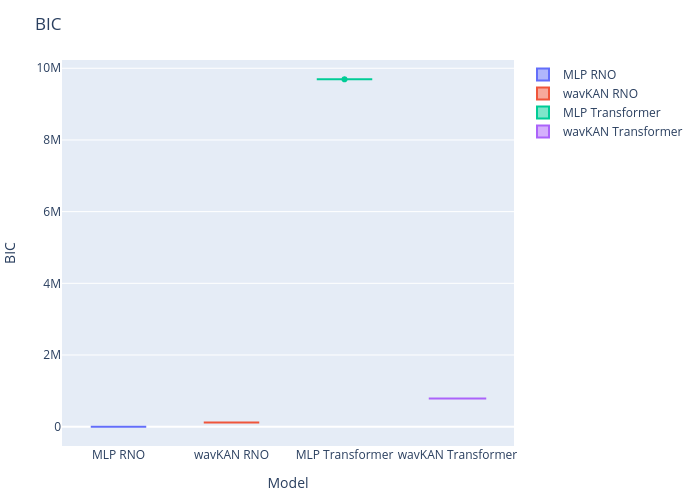 BIC
10M
8M
6M
4M
2M
0
BIC
MLP RNO
wavKAN RNO
MLP Transformer
wavKAN Transformer
Model
MLP RNO
wavKAN RNO
MLP Transformer
wavKAN Transformer